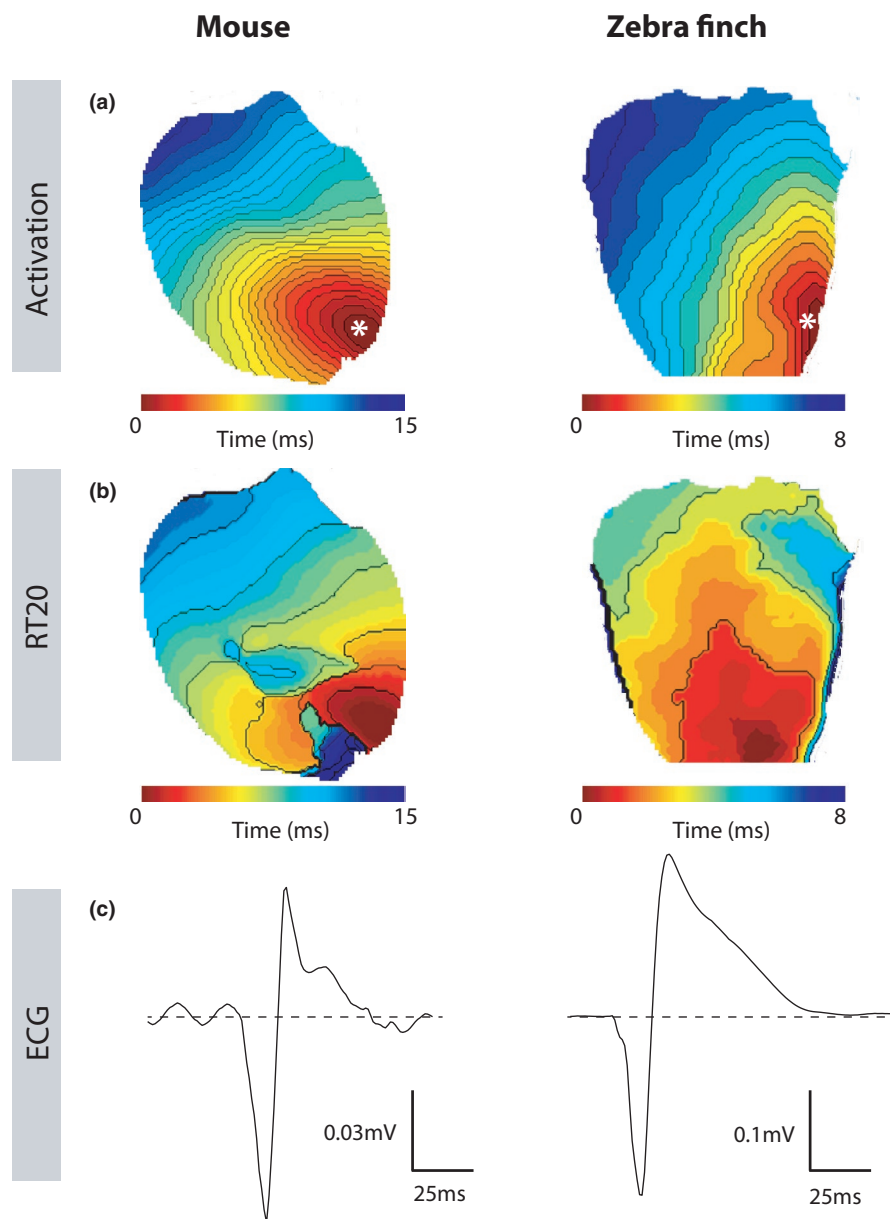 Mouse Zebra finch
Activation
(a)
*
*
0 15
Time (ms)
0 8
Time (ms)
RT20
(b)
0 15
Time (ms)
0 8
Time (ms)
ECG
(c)
0.03mV
25ms
0.1mV
25ms